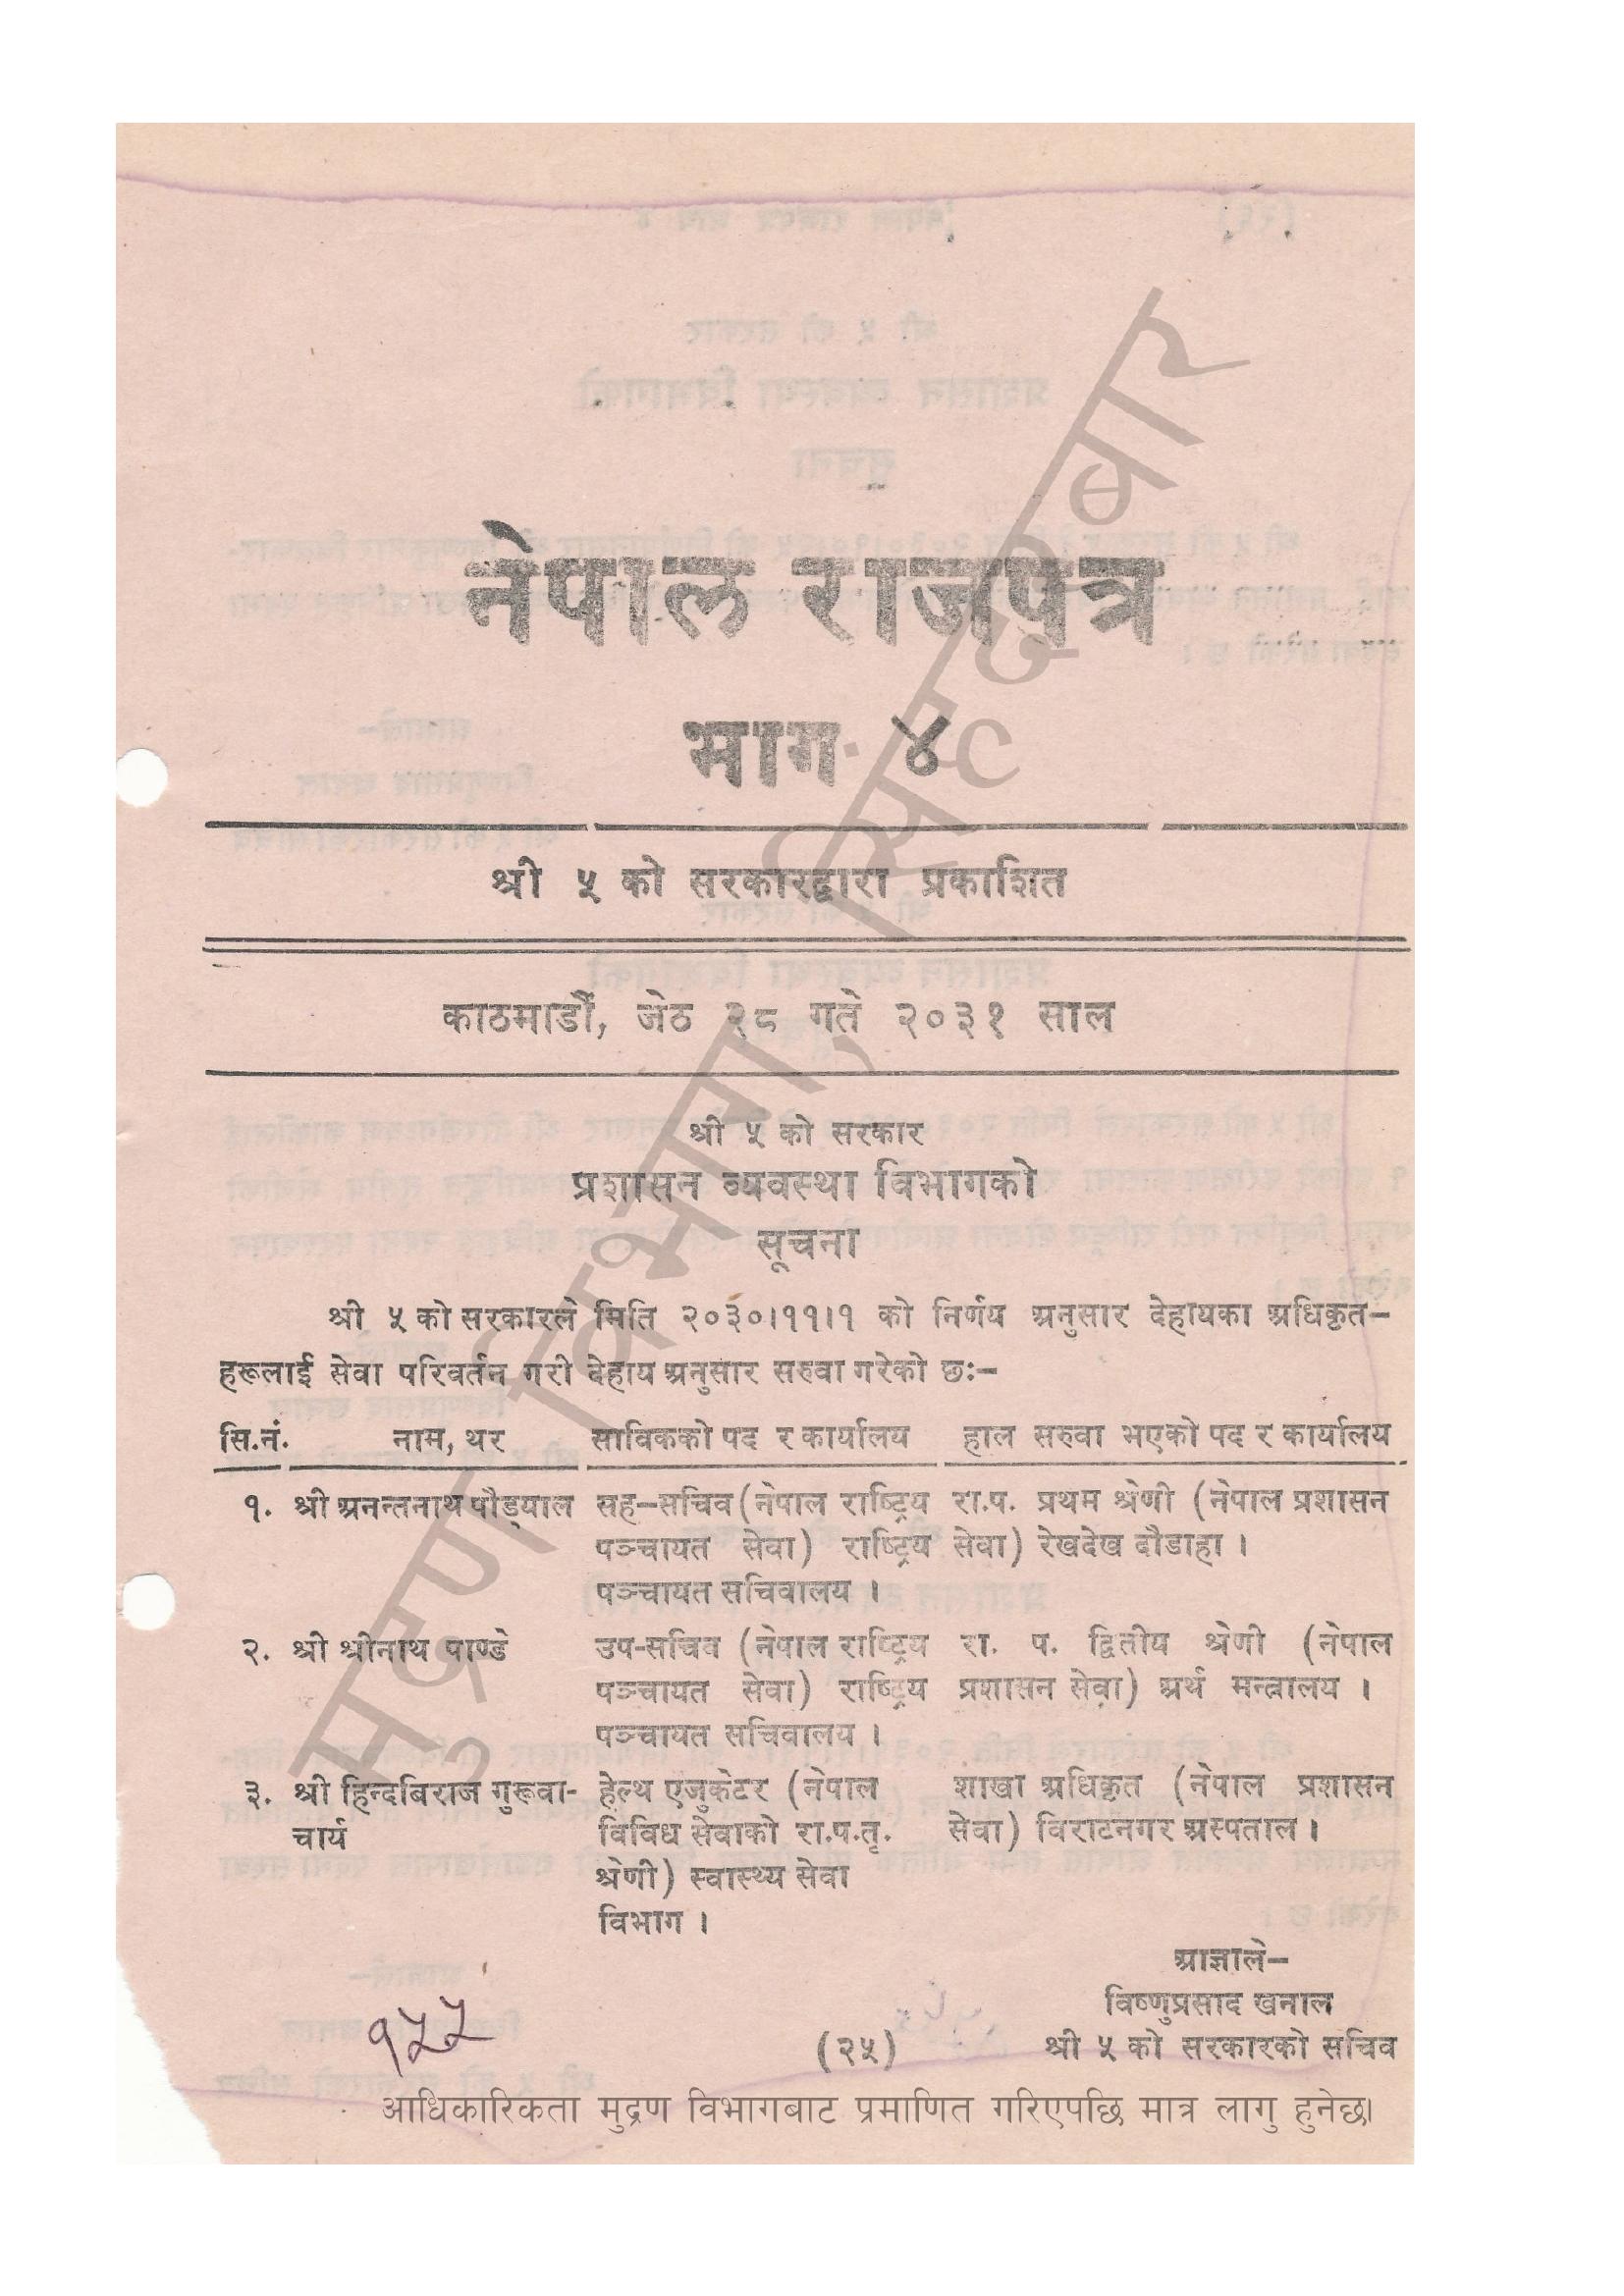 नेपाल राजपत्र
भाग ४
श्री ५ को सरकारद्वारा प्रकाशित
काठमाडौं, जेठ २८ गते २०३१ साल
श्री ५ को सरकार
प्रशासन व्यवस्था विभागको
सूचना
श्री ५ को सरकारले मिति २०३०।११।१ को निर्णय अनुसार देहायका अधिकृत–
हरूलाई सेवा परिवर्तन गरी देहाय अनुसार सरुवा गरेको छः–
सि.नं. नाम, थर साविकको पद र कार्यालय हाल सरुवा भएको पद र कार्यालय
१. श्री अनन्तनाथ पौड्याल सह–सचिव (नेपाल राष्ट्रिय रा.प. प्रथम श्रेणी (नेपाल प्रशासन
पञ्चायत सेवा) राष्ट्रिय सेवा) रेखदेख दौडाहा ।
पञ्चायत सचिवालय ।
२. श्री श्रीनाथ पाण्डे उप-सचिव (नेपाल राष्ट्रिय रा. प. द्वितीय श्रेणी (नेपाल
पञ्चायत सेवा) राष्ट्रिय प्रशासन सेवा) अर्थ मन्त्रालय ।
पञ्चायत सचिवालय ।
३. श्री हिन्दबिराज गुरूवा- हेल्थ एजुकेटर (नेपाल शाखा अधिकृत (नेपाल प्रशासन
चार्य विविध सेवाको रा.प.तृ. सेवा) विराटनगर अस्पताल ।
श्रेणी) स्वास्थ्य सेवा
विभाग ।
आज्ञाले–
विष्णुप्रसाद खनाल
श्री ५ को सरकारको सचिव
(२५)
आधिकारिकता मुद्रण विभागबाट प्रमाणित गरिएपछि मात्र लागु हुनेछ।
मुद्रण विभाग, सिंहदरबार